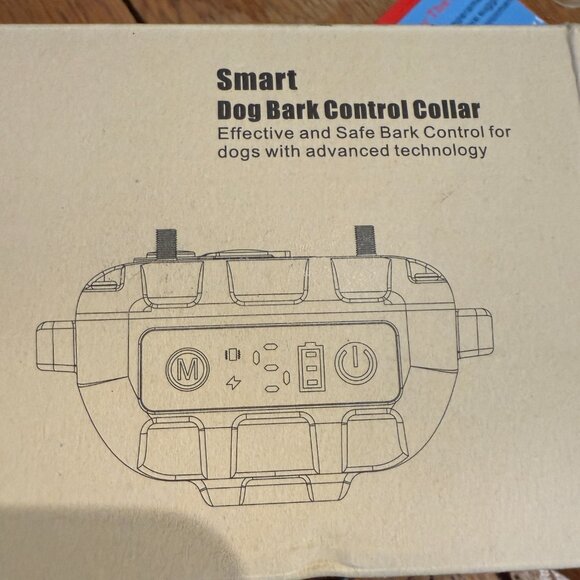 Smart
Dog Bark Control Collar
Effective and Safe Bark Control for
dogs with advanced technology
M